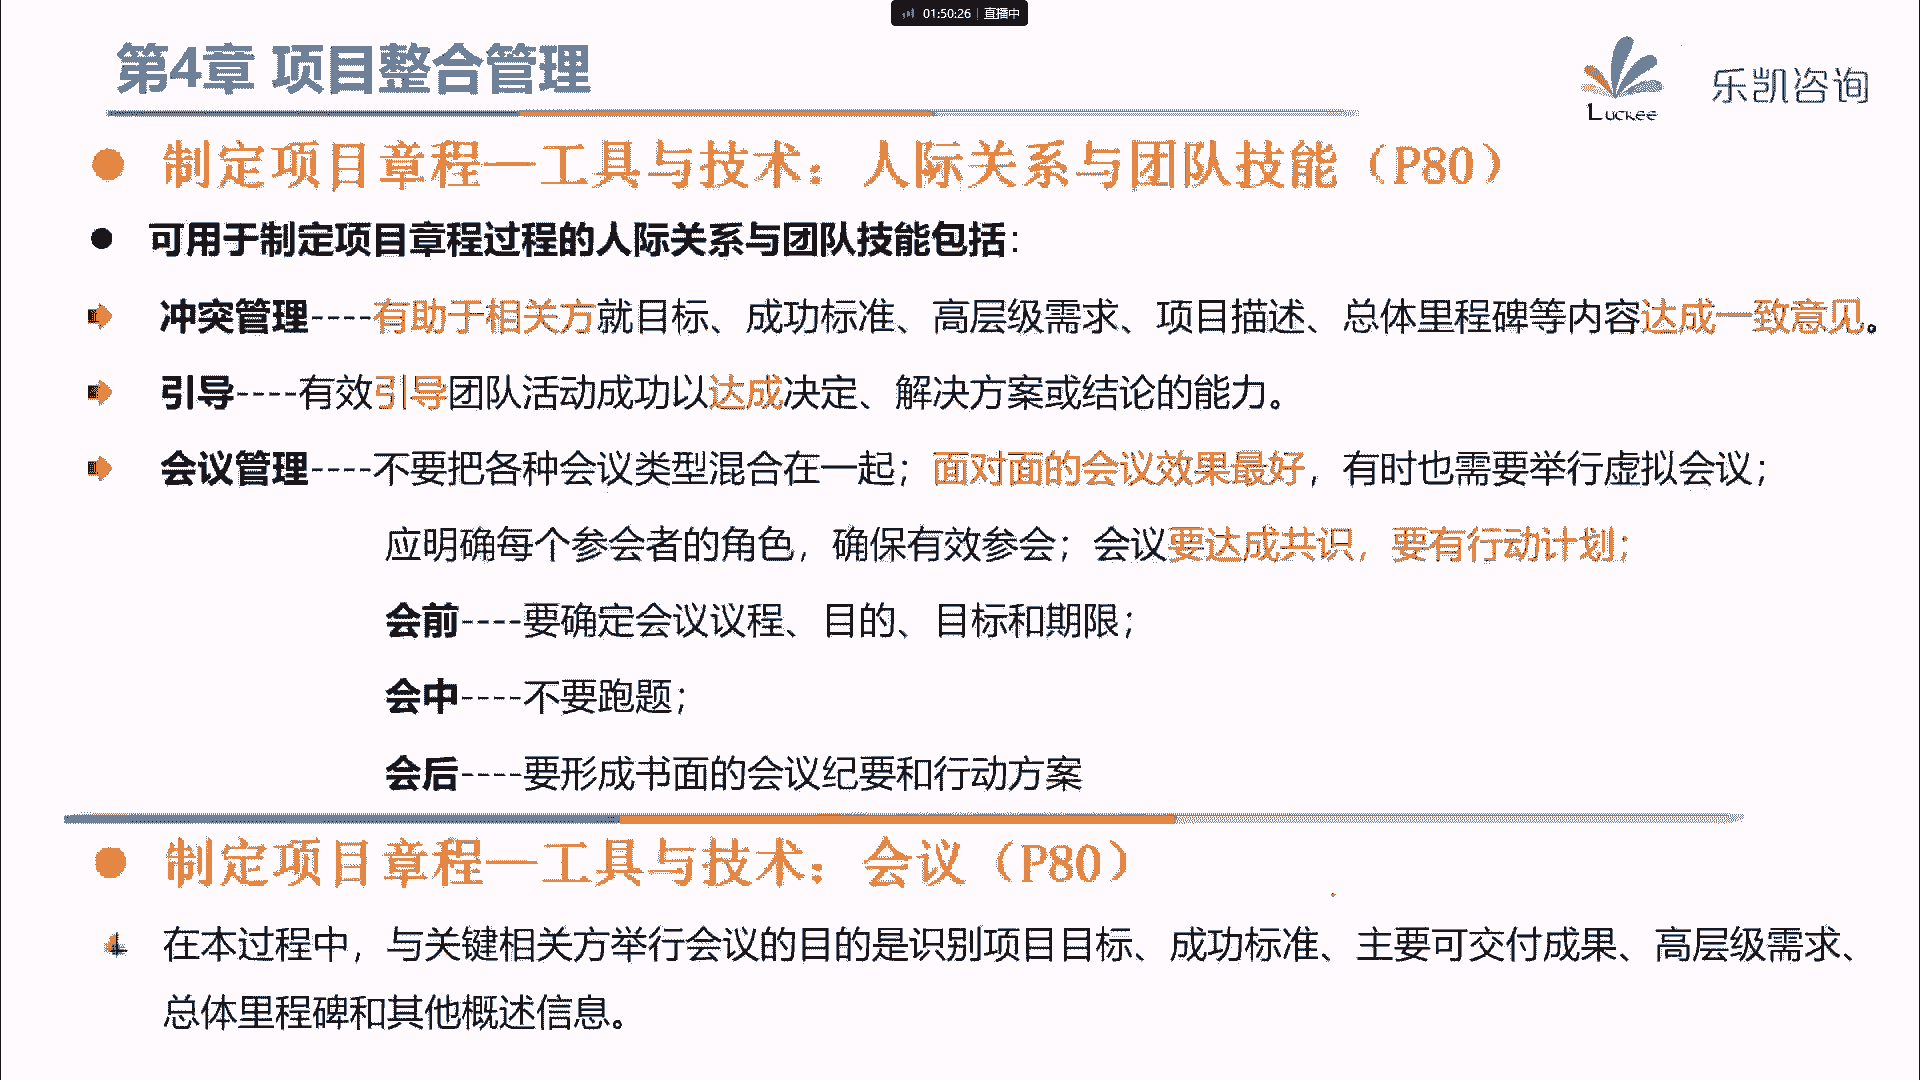 01:50:26 | 直播中
第4章 项目整合管理
Luckee 乐凯咨询
制定项目章程—工具与技术：人际关系与团队技能（P80）
可用于制定项目章程过程的人际关系与团队技能包括：
冲突管理----有助于相关方就目标、成功标准、高层级需求、项目描述、总体里程碑等内容达成一致意见。
引导----有效引导团队活动成功以达成决定、解决方案或结论的能力。
会议管理----不要把各种会议类型混合在一起；面对面的会议效果最好，有时也需要举行虚拟会议；
应明确每个参会者的角色，确保有效参会；会议要达成共识，要有行动计划；
会前----要确定会议议程、目的、目标和期限；
会中----不要跑题；
会后----要形成书面的会议纪要和行动方案
制定项目章程—工具与技术：会议（P80）
在本过程中，与关键相关方举行会议的目的是识别项目目标、成功标准、主要可交付成果、高层级需求、
总体里程碑和其他概述信息。